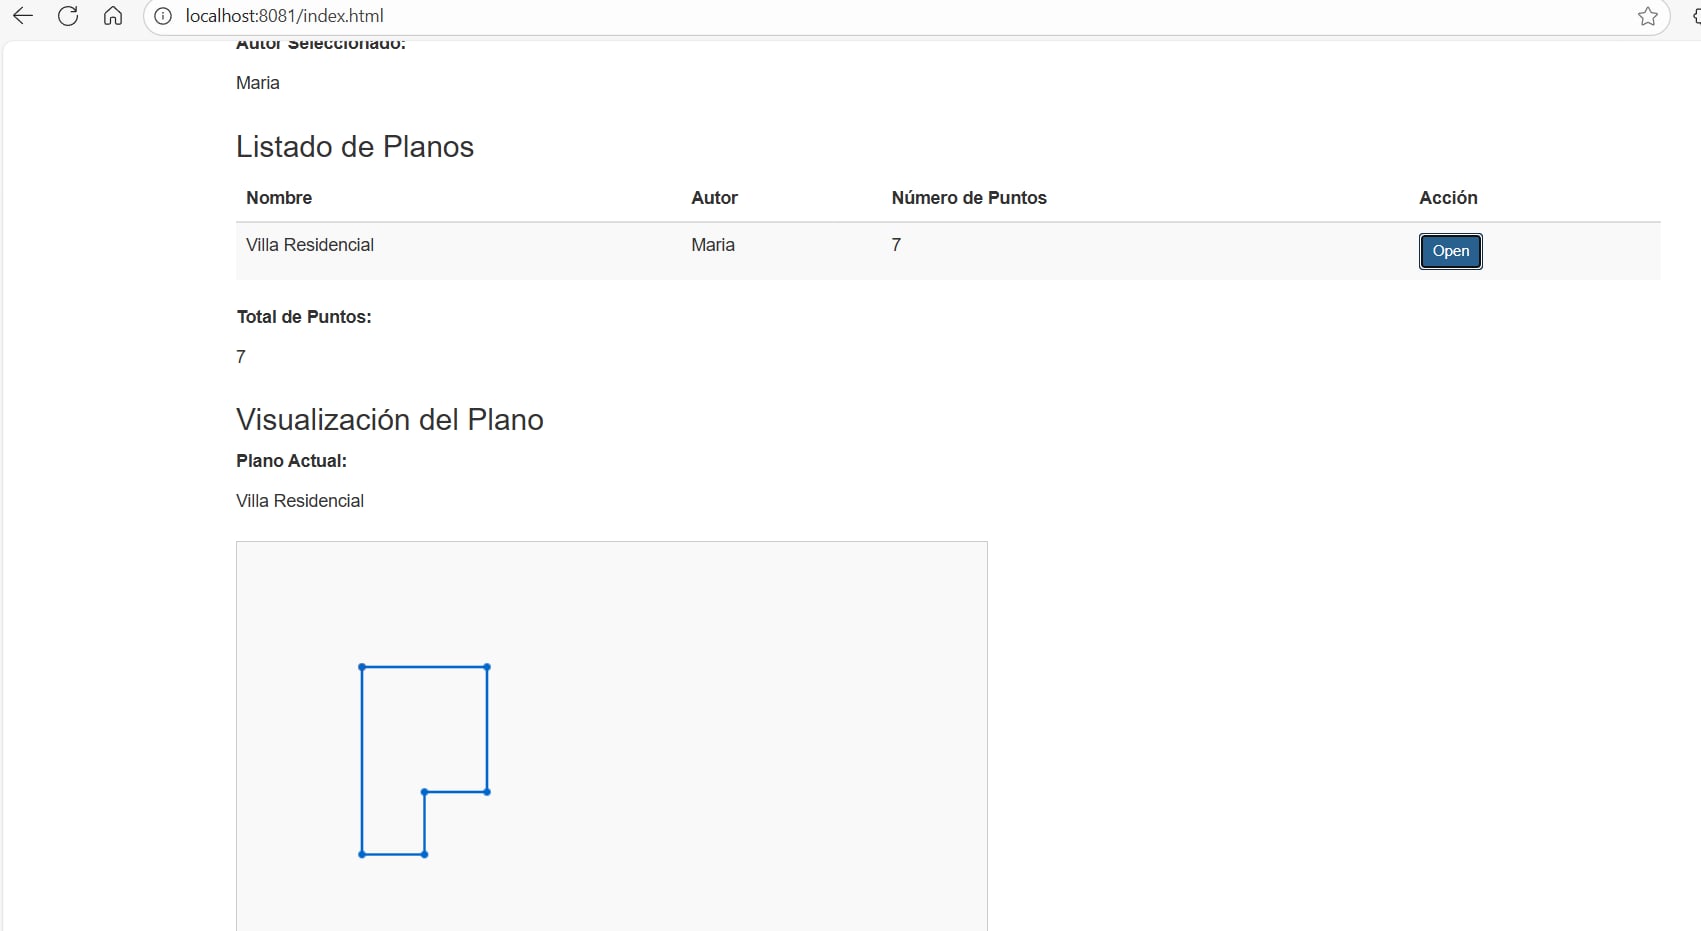 localhost:8081/index.html
Autor Seleccionado:
Maria
Listado de Planos
Nombre Autor Número de Puntos Acción
Villa Residencial Maria 7 Open
Total de Puntos:
7
Visualización del Plano
Plano Actual:
Villa Residencial